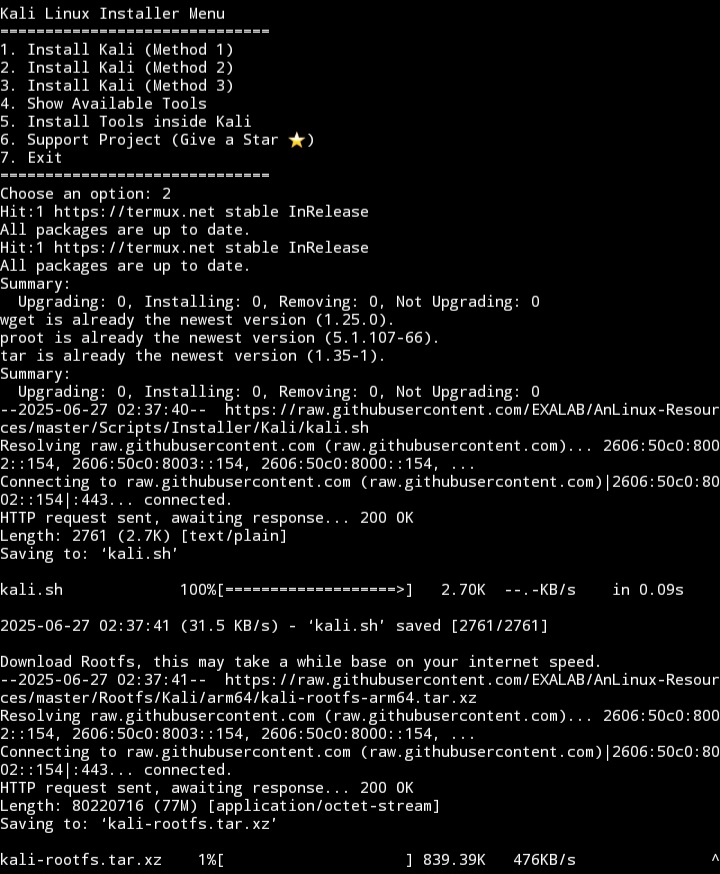 Kali Linux Installer Menu
==============================
1. Install Kali (Method 1)
2. Install Kali (Method 2)
3. Install Kali (Method 3)
4. Show Available Tools
5. Install Tools inside Kali
6. Support Project (Give a Star ⭐)
7. Exit
==============================
Choose an option: 2
Hit:1 https://termux.net stable InRelease
All packages are up to date.
Hit:1 https://termux.net stable InRelease
All packages are up to date.
Summary:
  Upgrading: 0, Installing: 0, Removing: 0, Not Upgrading: 0
wget is already the newest version (1.25.0).
proot is already the newest version (5.1.107-66).
tar is already the newest version (1.35-1).
Summary:
  Upgrading: 0, Installing: 0, Removing: 0, Not Upgrading: 0
--2025-06-27 02:37:40--  https://raw.githubusercontent.com/EXALAB/AnLinux-Resour
ces/master/Scripts/Installer/Kali/kali.sh
Resolving raw.githubusercontent.com (raw.githubusercontent.com)... 2606:50c0:800
2::154, 2606:50c0:8003::154, 2606:50c0:8000::154, ...
Connecting to raw.githubusercontent.com (raw.githubusercontent.com)|2606:50c0:80
02::154|:443... connected.
HTTP request sent, awaiting response... 200 OK
Length: 2761 (2.7K) [text/plain]
Saving to: ‘kali.sh’

kali.sh             100%[===================>]   2.70K  --.-KB/s    in 0.09s

2025-06-27 02:37:41 (31.5 KB/s) - ‘kali.sh’ saved [2761/2761]

Download Rootfs, this may take a while base on your internet speed.
--2025-06-27 02:37:41--  https://raw.githubusercontent.com/EXALAB/AnLinux-Resour
ces/master/Rootfs/Kali/arm64/kali-rootfs-arm64.tar.xz
Resolving raw.githubusercontent.com (raw.githubusercontent.com)... 2606:50c0:800
2::154, 2606:50c0:8003::154, 2606:50c0:8000::154, ...
Connecting to raw.githubusercontent.com (raw.githubusercontent.com)|2606:50c0:80
02::154|:443... connected.
HTTP request sent, awaiting response... 200 OK
Length: 80220716 (77M) [application/octet-stream]
Saving to: ‘kali-rootfs.tar.xz’

kali-rootfs.tar.xz    1%[                    ] 839.39K   476KB/s               ^